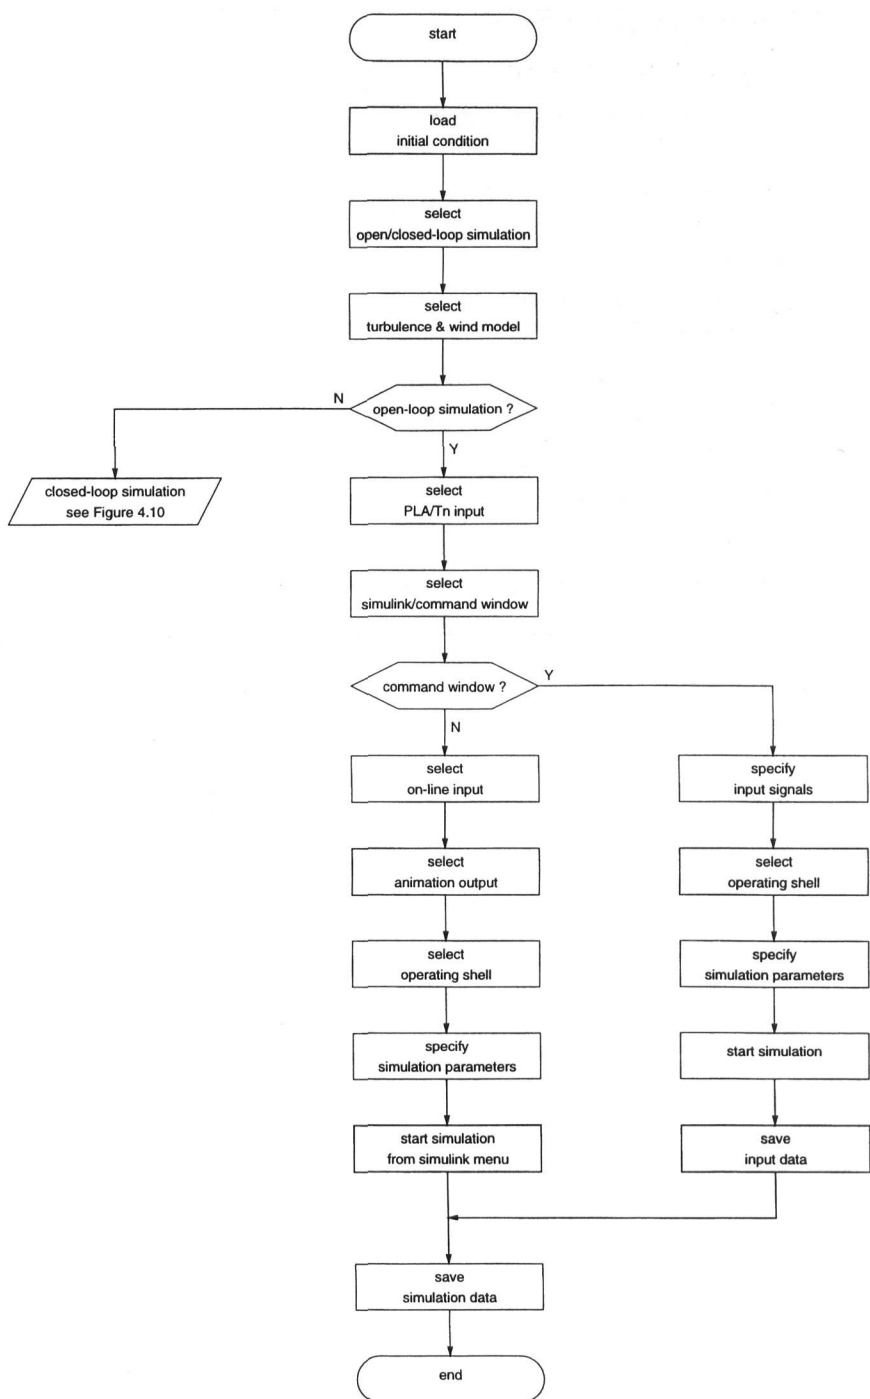 start
load
initial condition
select
open/closed-loop simulation
select
turbulence & wind model
N
open-loop simulation ?
Y
closed-loop simulation
see Figure 4.10
select
PLA/Tn input
select
simulink/command window
command window ?
Y
N
select
on-line input
specify
input signals
select
animation output
select
operating shell
select
operating shell
specify
simulation parameters
specify
simulation parameters
start simulation
start simulation
from simulink menu
save
input data
save
simulation data
end